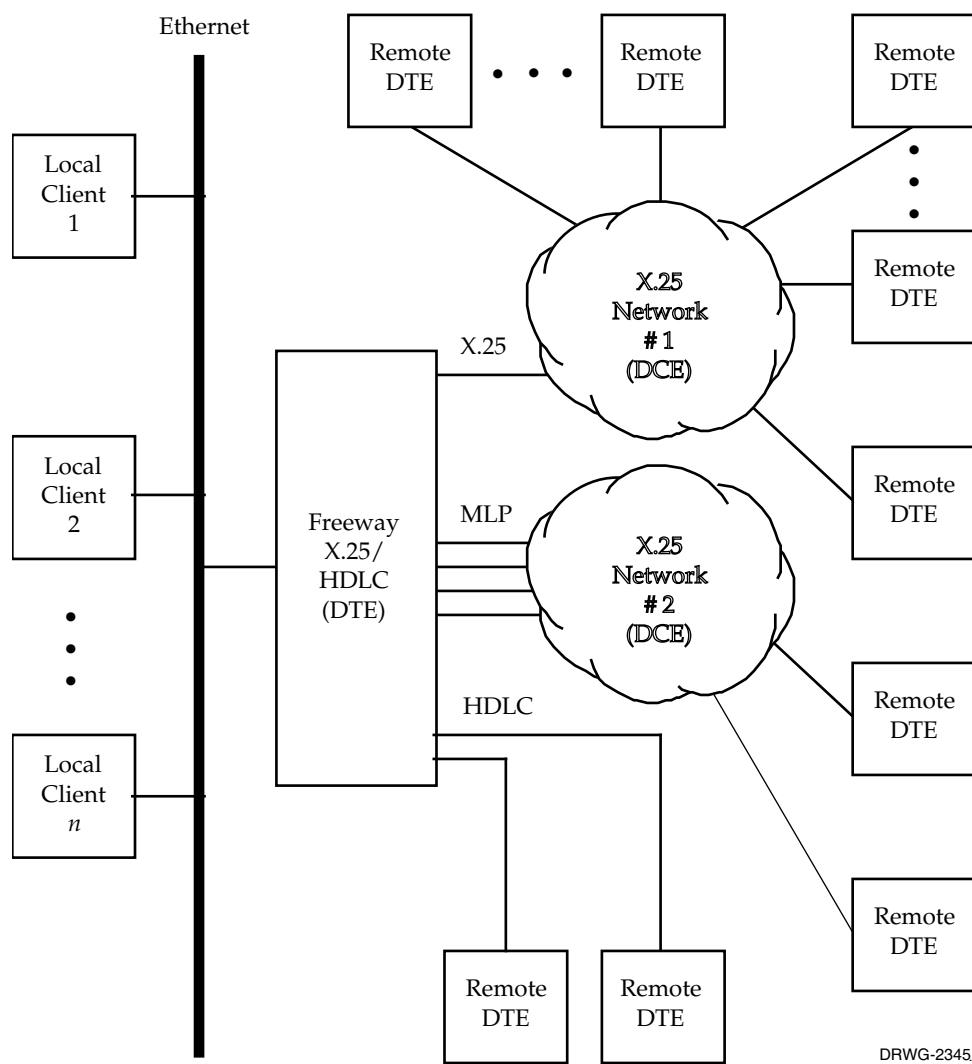 Ethernet
Remote
DTE
Remote
DTE
Remote
DTE
Local
Client
1
Remote
DTE
X.25
Network
# 1
(DCE)
X.25
Local
Client
2
Remote
DTE
Freeway
X.25/
HDLC
(DTE)
MLP
X.25
Network
# 2
(DCE)
HDLC
Remote
DTE
Local
Client
n
Remote
DTE
Remote
DTE
Remote
DTE
DRWG-2345